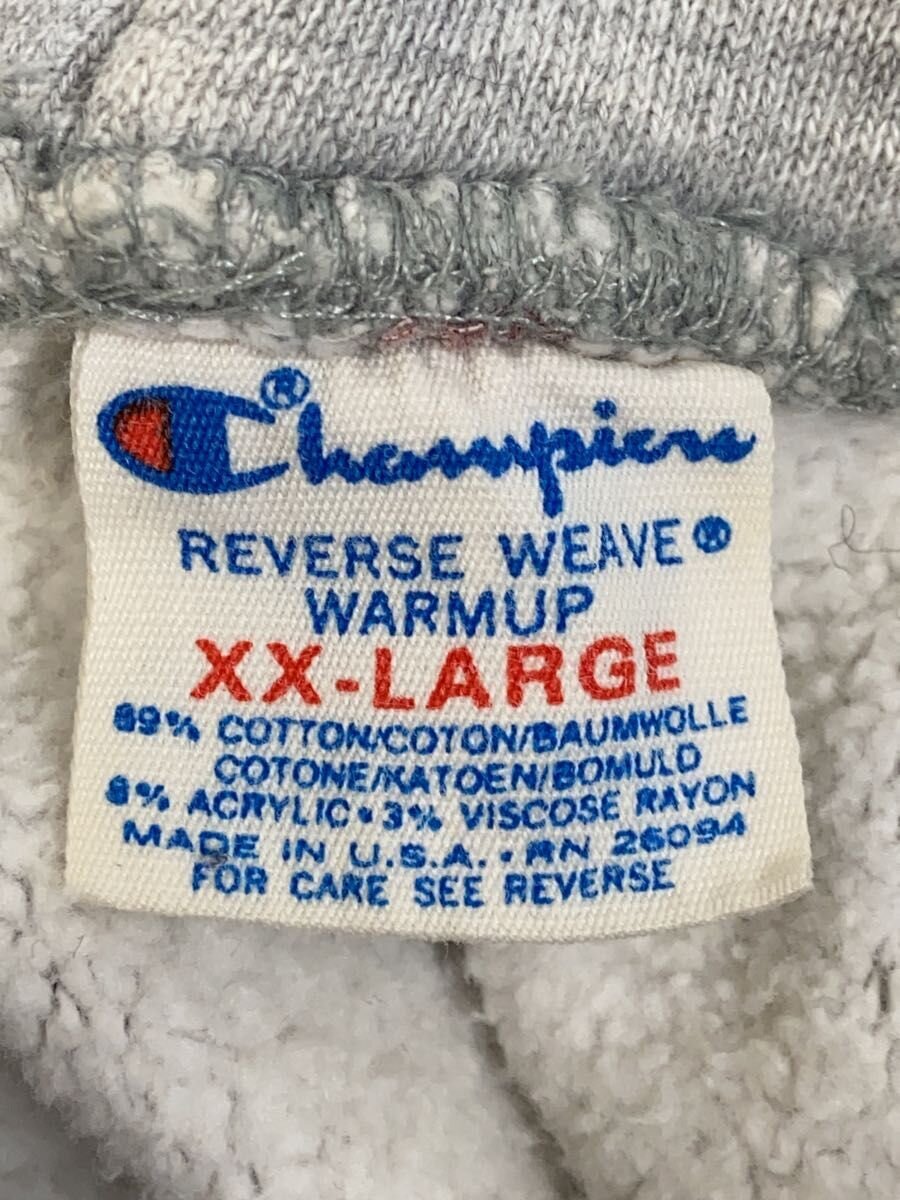 Champion®
REVERSE WEAVE®
WARMUP
XX-LARGE
89% COTTON/COTON/BAUMWOLLE
COTONE/KATOEN/BOMULD
8% ACRYLIC • 3% VISCOSE RAYON
MADE IN U.S.A. • RN 26094
FOR CARE SEE REVERSE